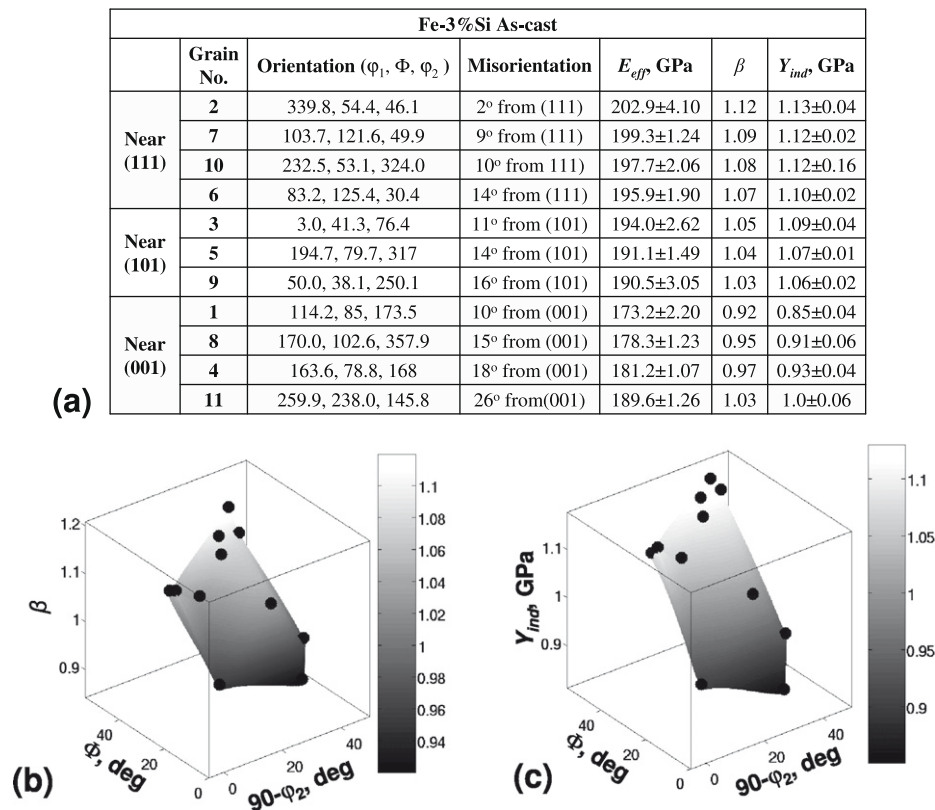 Fe-3%Si As-cast
Grain No. Orientation (φ1, Φ, φ2 ) Misorientation Eeff, GPa β Yind, GPa
Near (111)
2 339.8, 54.4, 46.1 2º from (111) 202.9±4.10 1.12 1.13±0.04
7 103.7, 121.6, 49.9 9º from (111) 199.3±1.24 1.09 1.12±0.02
10 232.5, 53.1, 324.0 10º from 111) 197.7±2.06 1.08 1.12±0.16
6 83.2, 125.4, 30.4 14º from (111) 195.9±1.90 1.07 1.10±0.02
Near (101)
3 3.0, 41.3, 76.4 11º from (101) 194.0±2.62 1.05 1.09±0.04
5 194.7, 79.7, 317 14º from (101) 191.1±1.49 1.04 1.07±0.01
9 50.0, 38.1, 250.1 16º from (101) 190.5±3.05 1.03 1.06±0.02
Near (001)
1 114.2, 85, 173.5 10º from (001) 173.2±2.20 0.92 0.85±0.04
8 170.0, 102.6, 357.9 15º from (001) 178.3±1.23 0.95 0.91±0.06
4 163.6, 78.8, 168 18º from (001) 181.2±1.07 0.97 0.93±0.04
11 259.9, 238.0, 145.8 26º from(001) 189.6±1.26 1.03 1.0±0.06
(a)
1.2
1.1
1
0.9
β
40
20
0
Φ, deg
0
20
40
90-φ2, deg
1.1
1.08
1.06
1.04
1.02
1
0.98
0.96
0.94
(b)
1.1
1
0.9
Yind, GPa
40
20
0
Φ, deg
0
20
40
90-φ2, deg
1.1
1.05
1
0.95
0.9
(c)